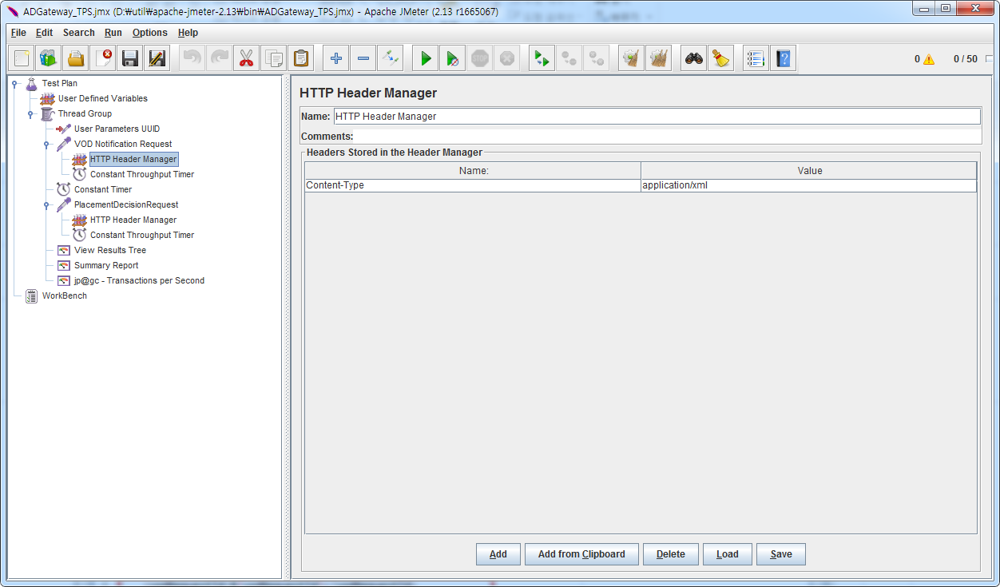 ADGateway_TPS.jmx (D:₩util₩apache-jmeter-2.13₩bin₩ADGateway_TPS.jmx) - Apache JMeter (2.13 r1665067)
File Edit Search Run Options Help
STOP
0 0 / 50
Test Plan
User Defined Variables
Thread Group
User Parameters UUID
VOD Notification Request
HTTP Header Manager
Constant Throughput Timer
Constant Timer
PlacementDecisionRequest
HTTP Header Manager
Constant Throughput Timer
View Results Tree
Summary Report
jp@gc - Transactions per Second
WorkBench
HTTP Header Manager
Name: HTTP Header Manager
Comments:
Headers Stored in the Header Manager
Name: Value
Content-Type application/xml
Add Add from Clipboard Delete Load Save